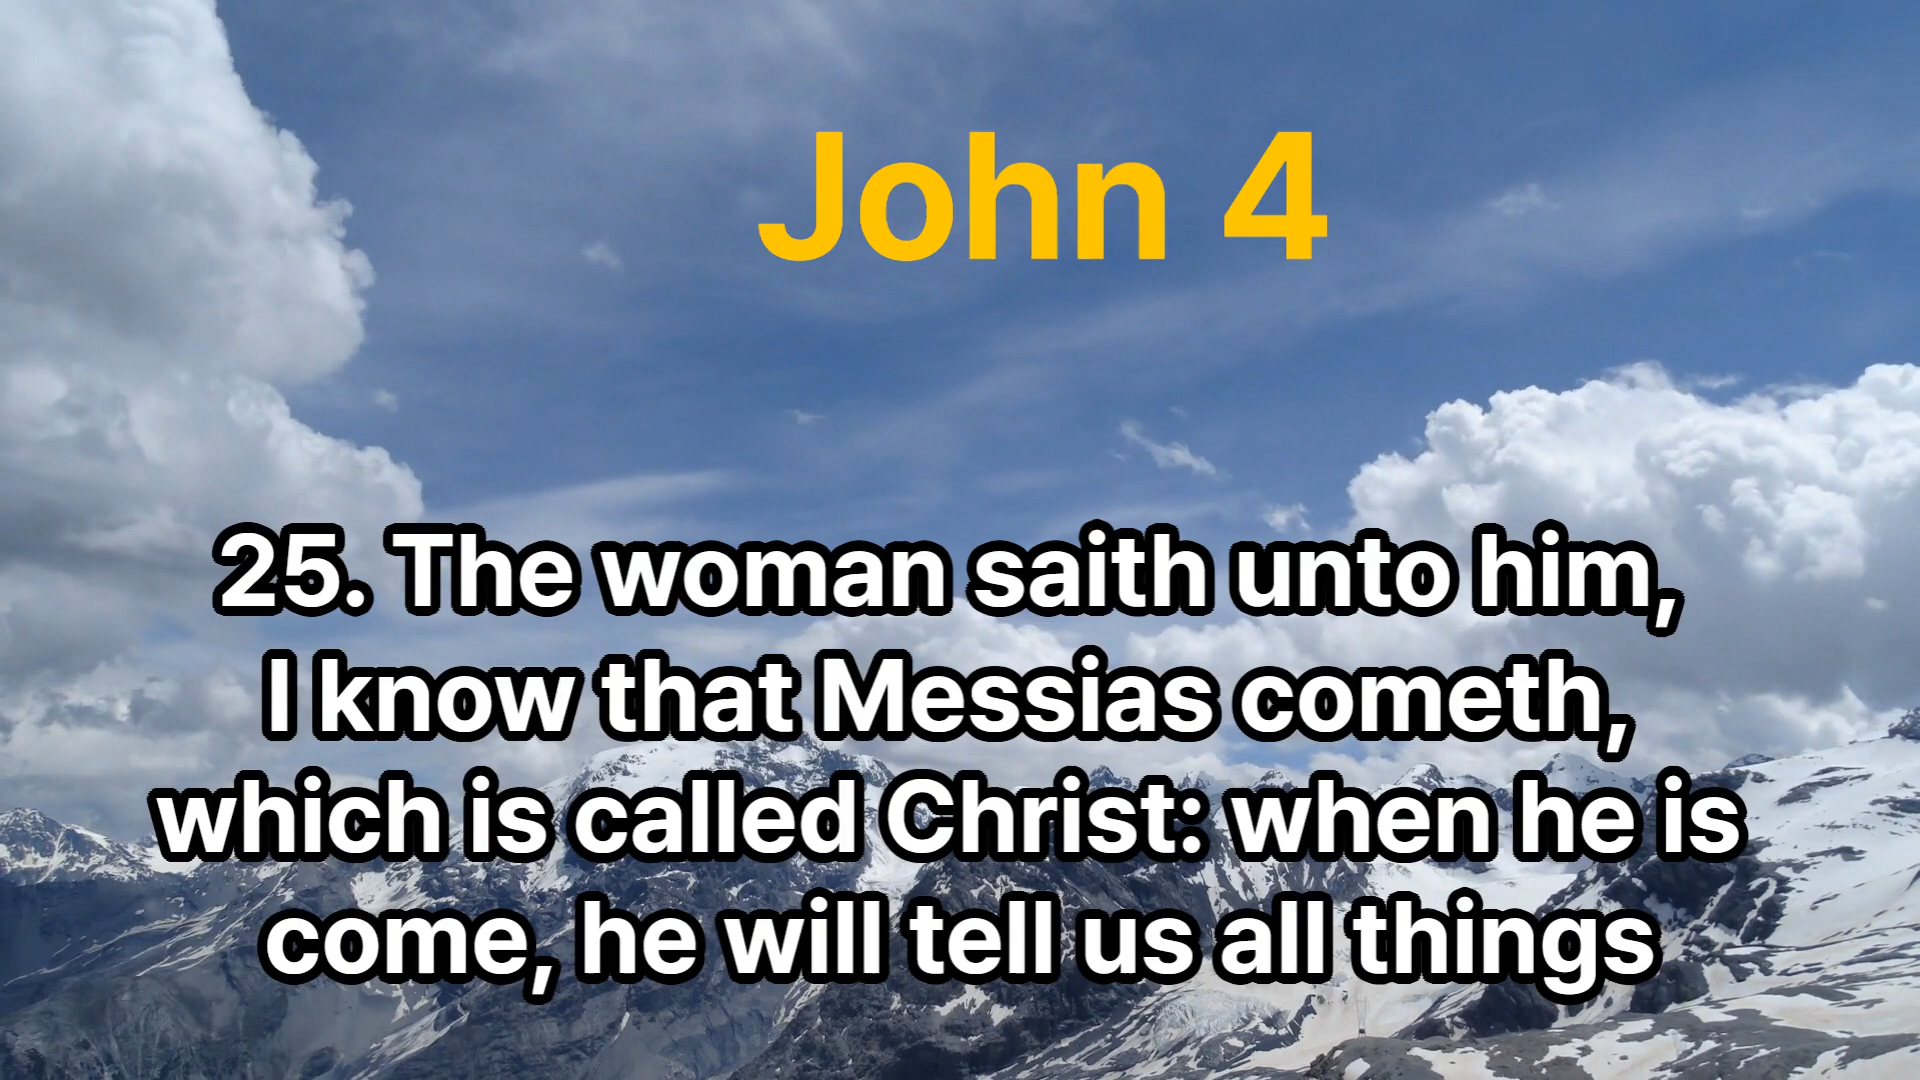 John 4
25. The woman saith unto him,
I know that Messias cometh,
which is called Christ: when he is
come, he will tell us all things